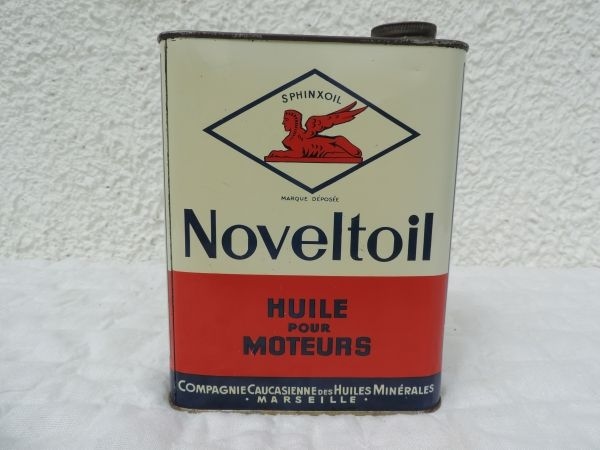 SPHINXOIL
MARQUE DÉPOSÉE
Noveltoil
HUILE
POUR
MOTEURS
COMPAGNIE CAUCASIENNE DES HUILES MINÉRALES
· MARSEILLE ·